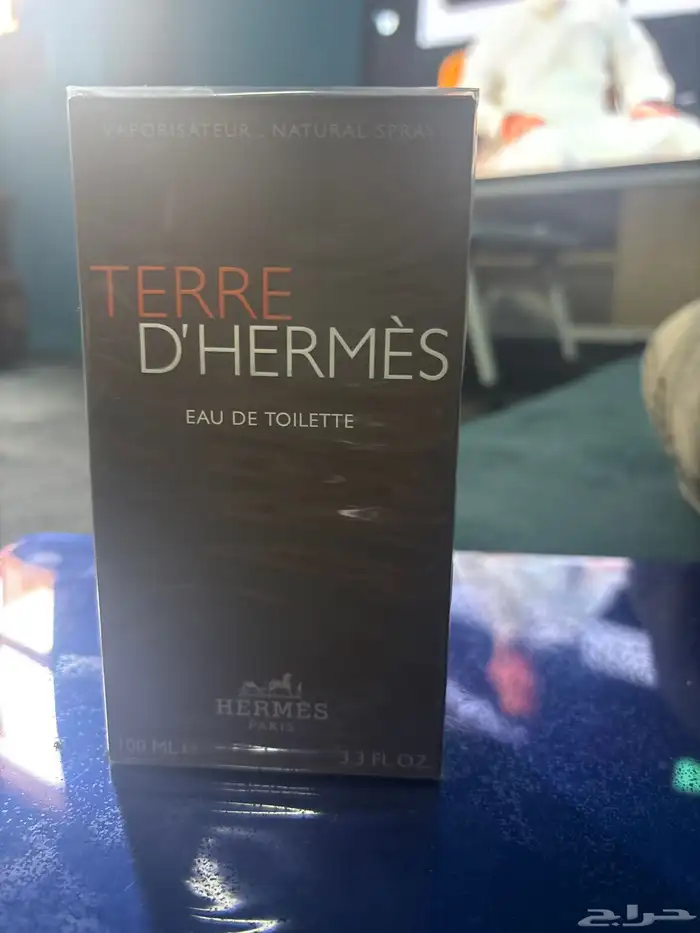 VAPORISATEUR . NATURAL SPRAY
TERRE
D'HERMÈS
EAU DE TOILETTE
HERMÈS
PARIS
100 ML e 3.3 FL OZ
حراج